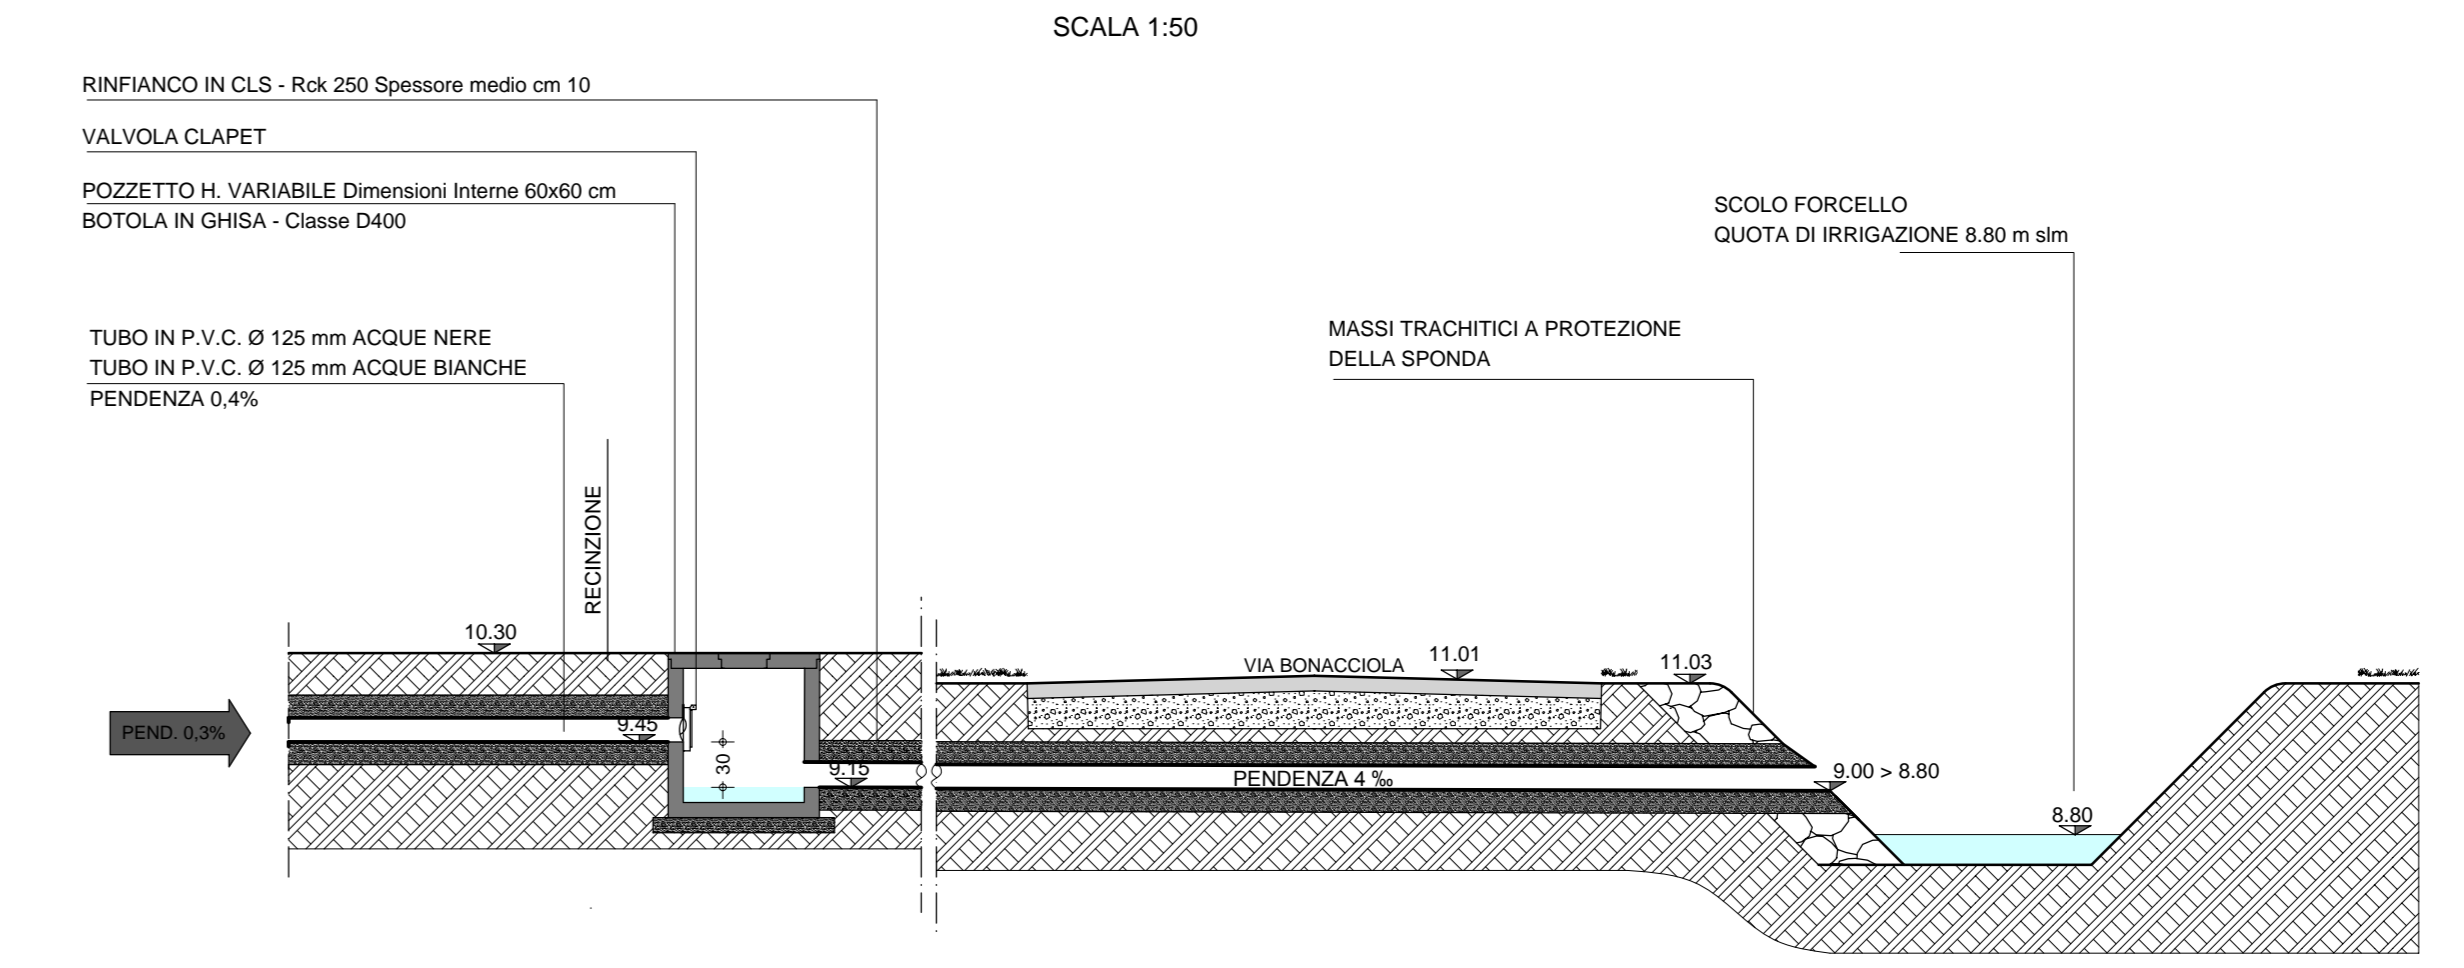 SCALA 1:50
RINFIANCO IN CLS - Rck 250 Spessore medio cm 10
VALVOLA CLAPET
POZZETTO H. VARIABILE Dimensioni Interne 60x60 cm
BOTOLA IN GHISA - Classe D400
SCOLO FORCELLO
QUOTA DI IRRIGAZIONE 8.80 m slm
MASSI TRACHITICI A PROTEZIONE
DELLA SPONDA
TUBO IN P.V.C. Ø 125 mm ACQUE NERE
TUBO IN P.V.C. Ø 125 mm ACQUE BIANCHE
PENDENZA 0,4%
RECINZIONE
10.30
VIA BONACCIOLA
11.01
11.03
PEND. 0,3%
9.45
30
9.15
PENDENZA 4 ‰
9.00 > 8.80
8.80